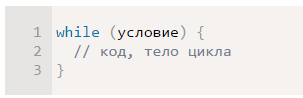 1 while (условие) {
2   // код, тело цикла
3 }